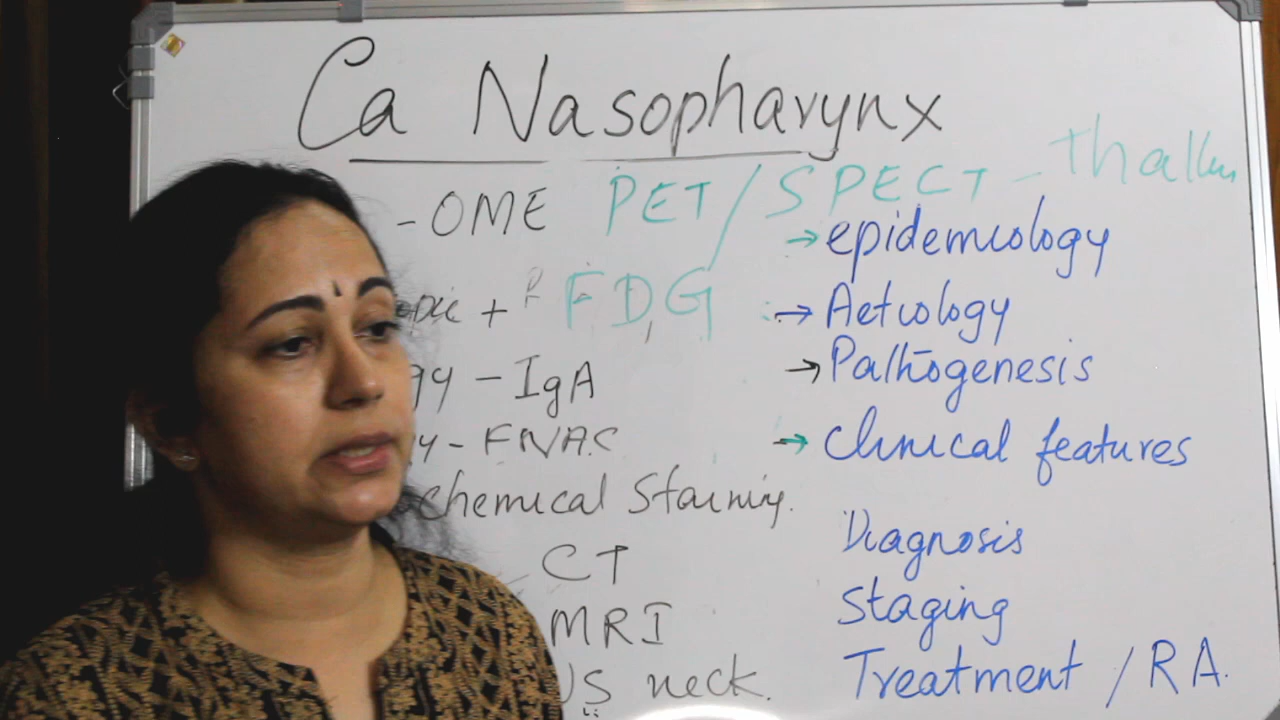 Ca Nasopharynx
- OME PET / SPECT - Thallium
FDG
→ epidemiology
→ Aetiology
- IgA
→ Pathogenesis
- FNAC
→ Clinical features
chemical Staining.
CT
Diagnosis
MRI
Staging
US neck.
Treatment / RA.